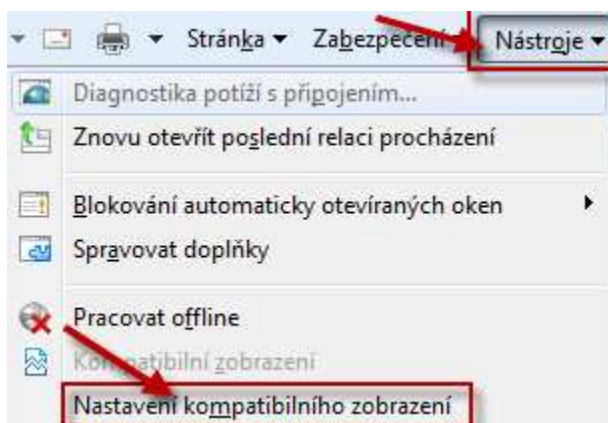 Stránka Zabezpečení Nástroje
Diagnostika potíží s připojením...
Znovu otevřít poslední relaci procházení
Blokování automaticky otevíraných oken
Spravovat doplňky
Pracovat offline
Kompatibilní zobrazení
Nastavení kompatibilního zobrazení